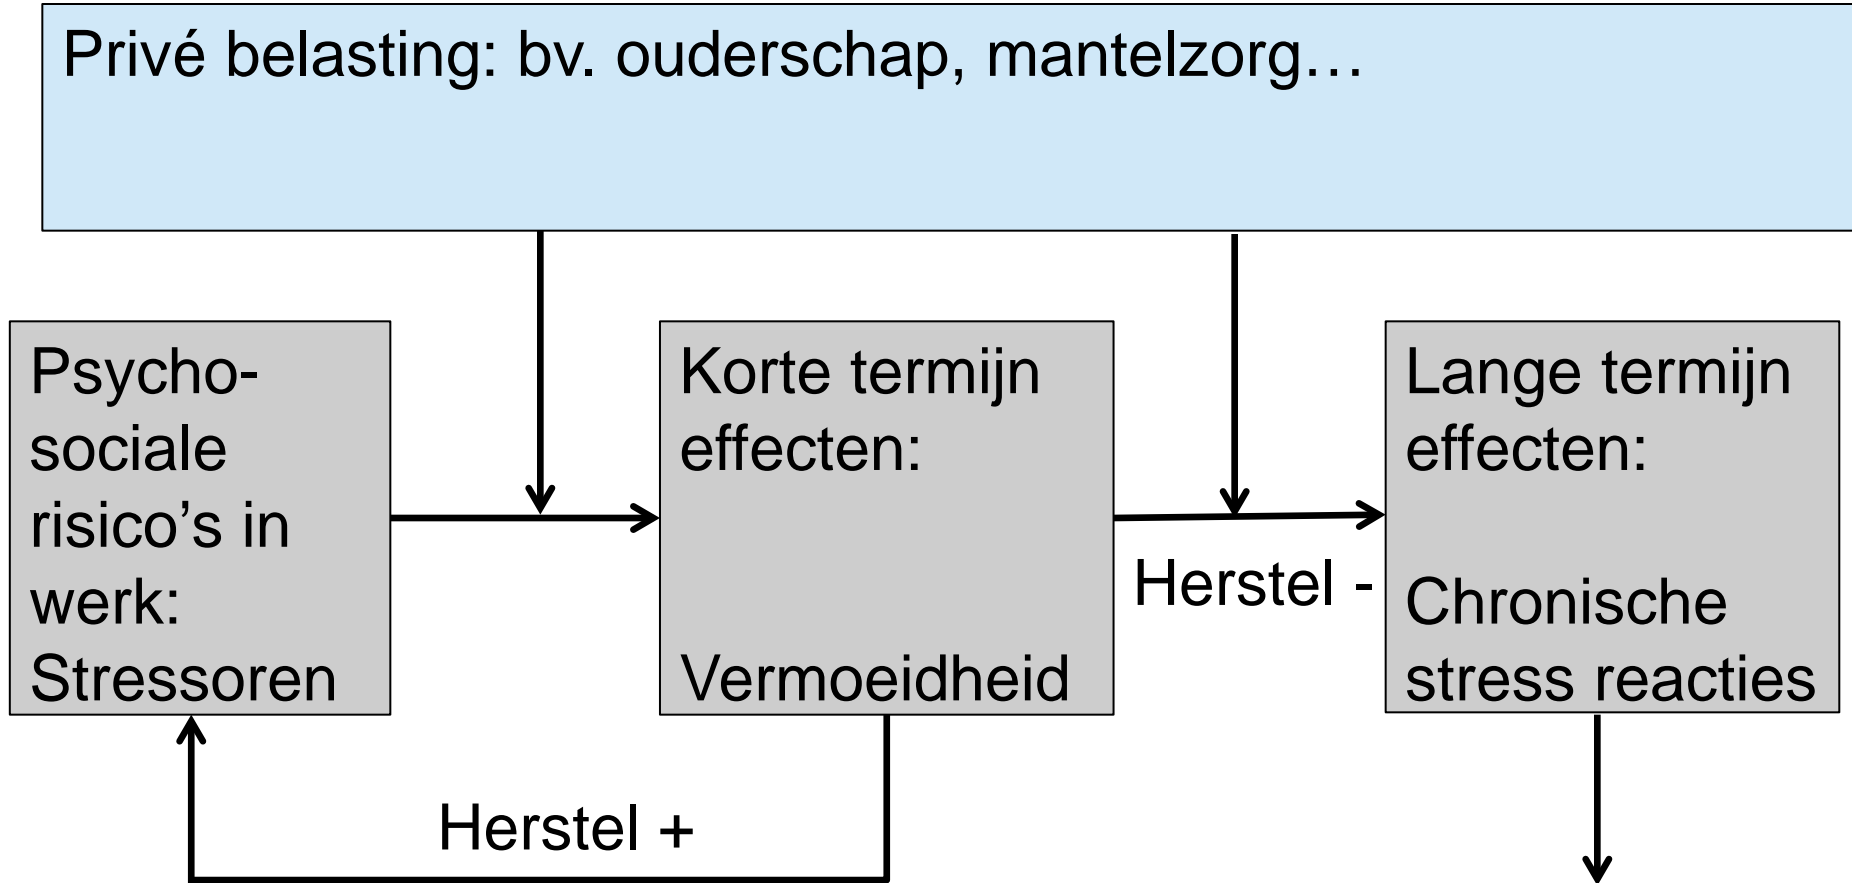 Privé belasting: bv. ouderschap, mantelzorg…
Psycho-
sociale
risico’s in
werk:
Stressoren
Korte termijn
effecten:
Vermoeidheid
Herstel -
Lange termijn
effecten:
Chronische
stress reacties
Herstel +